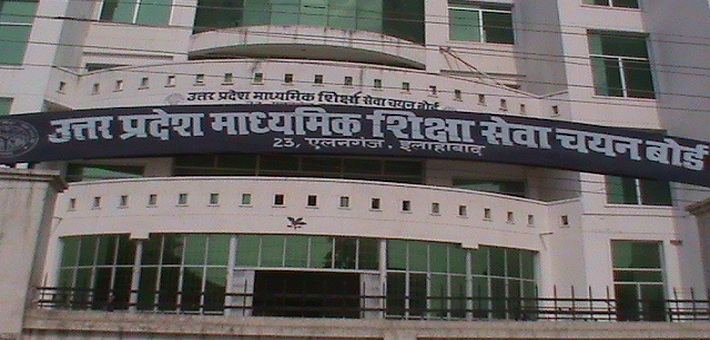 उत्तर प्रदेश माध्यमिक शिक्षा सेवा चयन बोर्ड
उत्तर प्रदेश माध्यमिक शिक्षा सेवा चयन बोर्ड
23, एलनगंज . इलाहाबाद